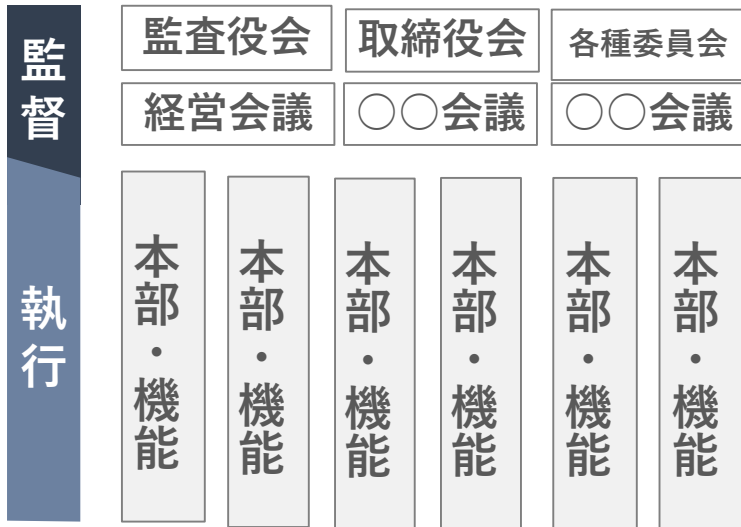 監督
監査役会
取締役会
各種委員会
経営会議
○○会議
○○会議
執行
本部・機能
本部・機能
本部・機能
本部・機能
本部・機能
本部・機能